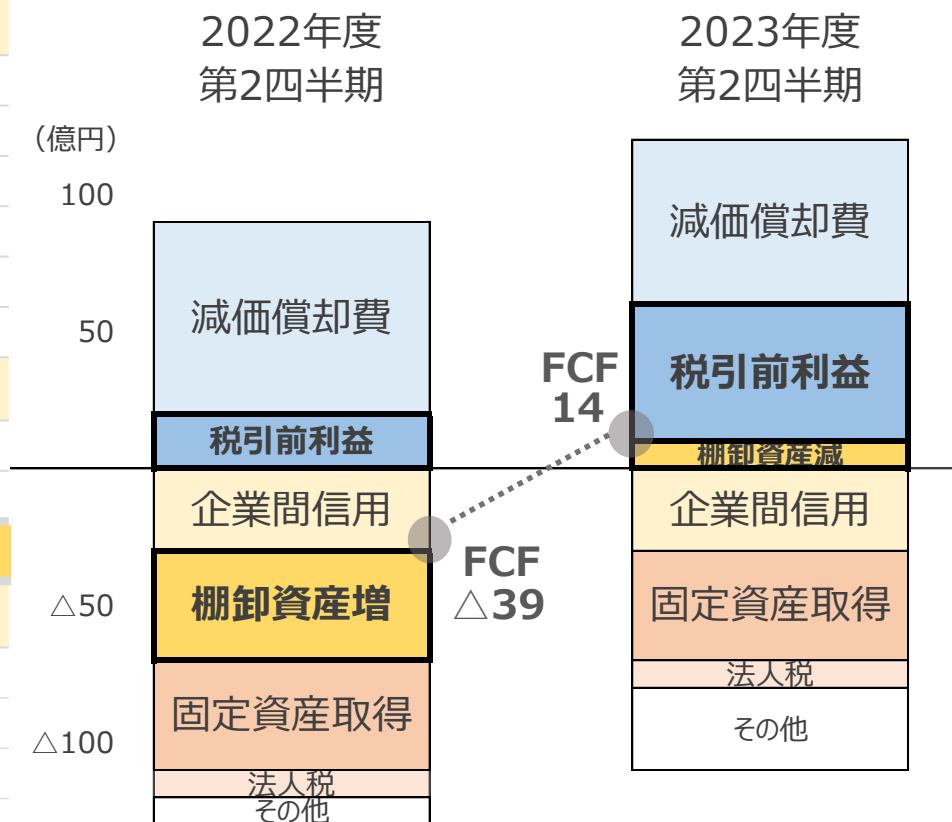 2022年度
第2四半期
2023年度
第2四半期
（億円）
100
50
△50
△100
減価償却費
税引前利益
企業間信用
棚卸資産増
固定資産取得
法人税
その他
FCF
△39
FCF
14
減価償却費
税引前利益
棚卸資産減
企業間信用
固定資産取得
法人税
その他